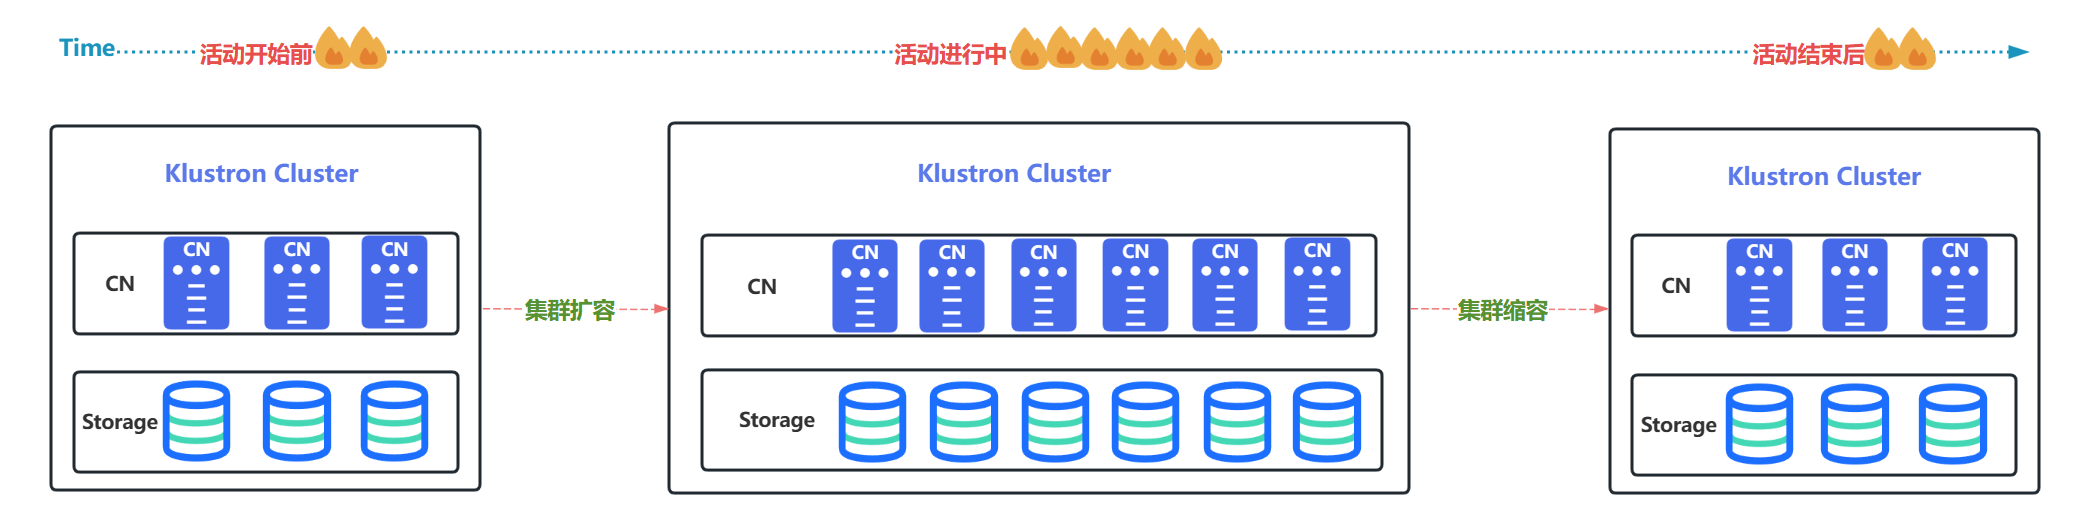 Time
活动开始前
活动进行中
活动结束后
Klustron Cluster
CN
CN
CN
CN
Storage
集群扩容
Klustron Cluster
CN
CN
CN
CN
CN
CN
CN
Storage
集群缩容
Klustron Cluster
CN
CN
CN
CN
Storage